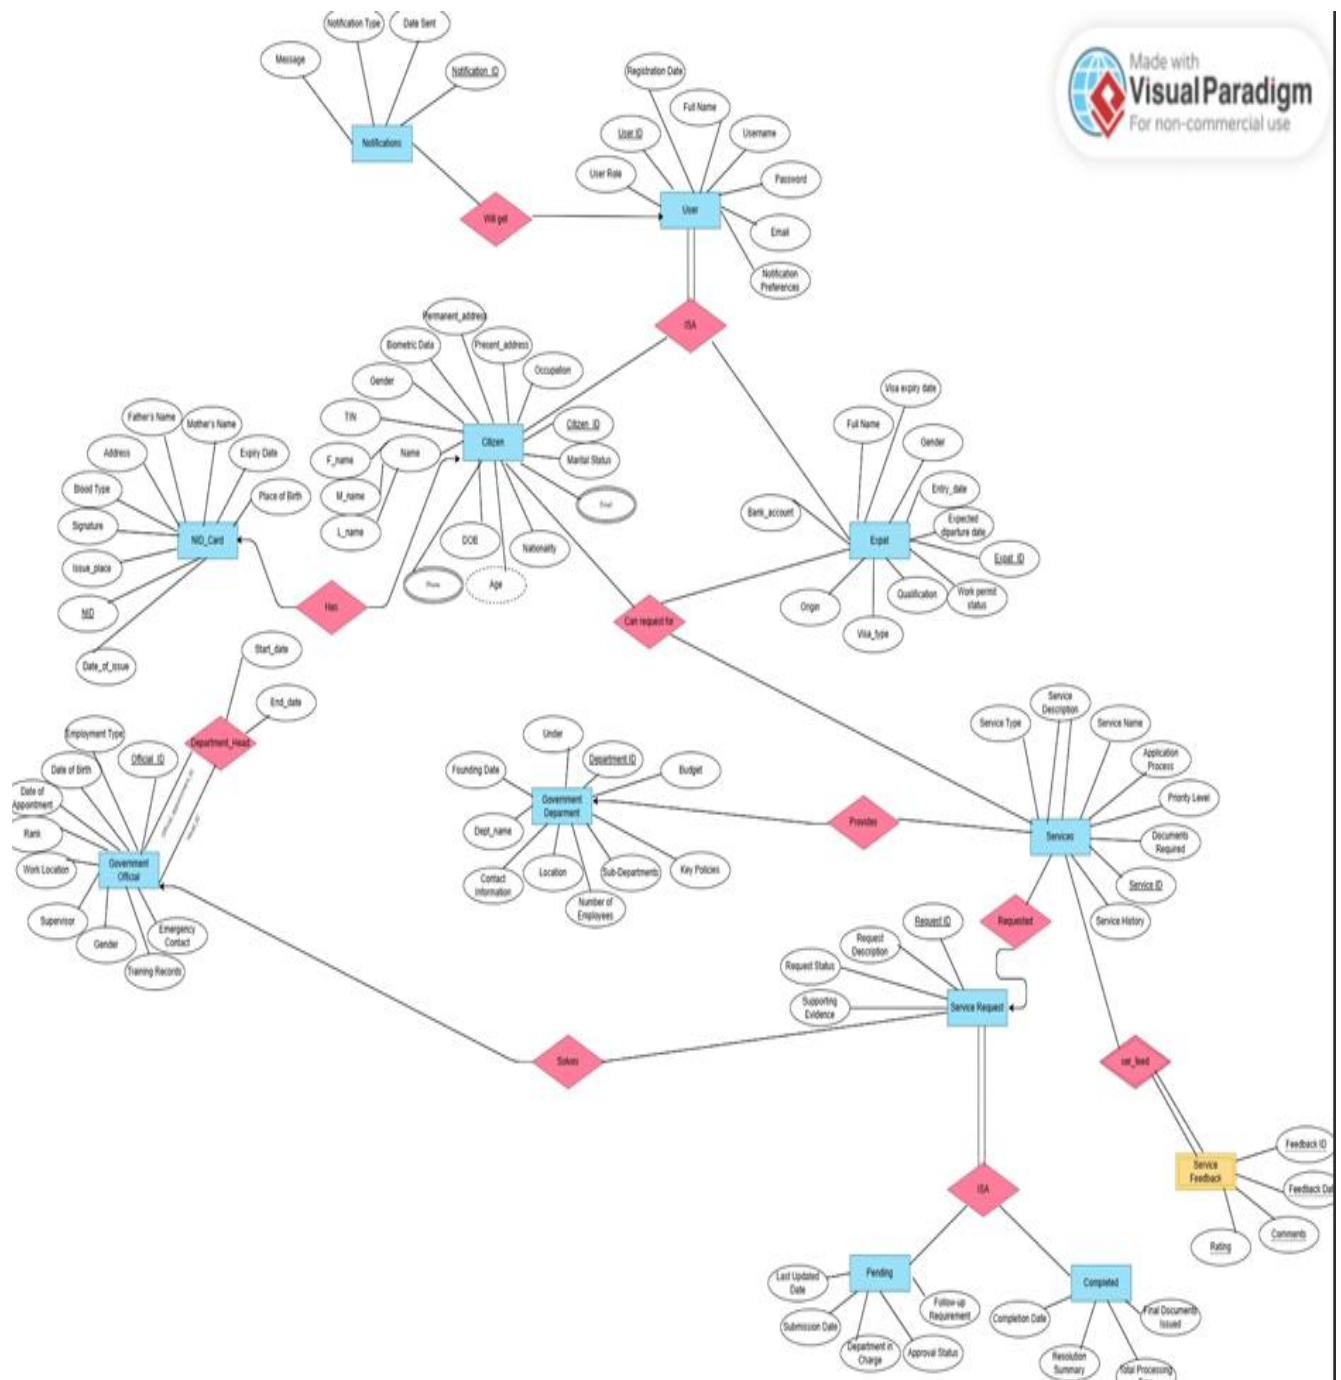 Notification Type
Date Sent
Message
Notification_ID
Notifications
Will get
Registration Date
Full Name
User ID
Username
User Role
Password
User
Email
Notification
Preferences
ISA
Made with
Visual Paradigm
For non-commercial use
Permanent_address
Biometric Data
Present_address
Gender
Occupation
TIN
Citizen_ID
Citizen
Name
F_name
Marital Status
M_name
Email
L_name
DOB
Nationality
Phone
Age
Visa expiry date
Full Name
Gender
Entry_date
Bank_account
Expected
diparture date
Expat
Expat_ID
Qualification
Work permit
status
Origin
Visa_type
Father's Name
Mother's Name
Address
Expiry Date
Blood Type
Place of Birth
Signature
NID_Card
Issue_place
NID
Date_of_issue
Has
Can request for
Start_date
End_date
Department_Head
Employment Type
Official_ID
Date of Birth
Date of
Appointment
Rank
Work Location
Government
Official
Supervisor
Gender
Emergency
Contact
Training Records
Under
Department ID
Founding Date
Budget
Government
Deparment
Dept_name
Contact
Information
Location
Sub-Departments
Key Policies
Number of
Employees
Provides
Service
Description
Service Type
Service Name
Application
Process
Priority Level
Services
Documents
Required
Service ID
Service History
Requested
Request ID
Request
Description
Request Status
Supporting
Evidence
Service Request
Solves
ser_feed
Feedback ID
Service
Feedback
Feedback Dat
Comments
Rating
ISA
Pending
Last Updated
Date
Follow-up
Requirement
Submission Date
Department in
Charge
Approval Status
Completed
Completion Date
Final Documents
Issued
Resolution
Summary
Total Processing